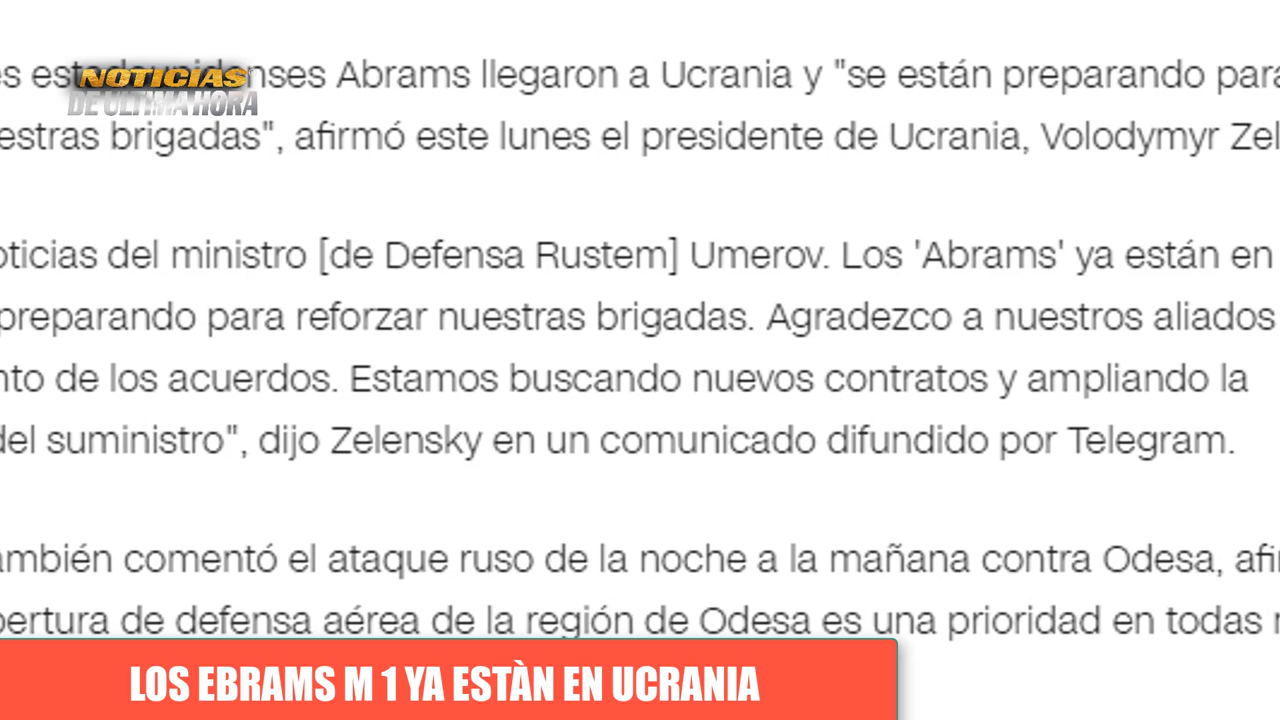 es estadounidenses Abrams llegaron a Ucrania y "se están preparando para
NOTICIAS
DE ULTIMA HORA
estras brigadas", afirmó este lunes el presidente de Ucrania, Volodymyr Zel
oticias del ministro [de Defensa Rustem] Umerov. Los 'Abrams' ya están en
preparando para reforzar nuestras brigadas. Agradezco a nuestros aliados
nto de los acuerdos. Estamos buscando nuevos contratos y ampliando la
del suministro", dijo Zelensky en un comunicado difundido por Telegram.
ambién comentó el ataque ruso de la noche a la mañana contra Odesa, afir
bertura de defensa aérea de la región de Odesa es una prioridad en todas n
LOS EBRAMS M 1 YA ESTÀN EN UCRANIA